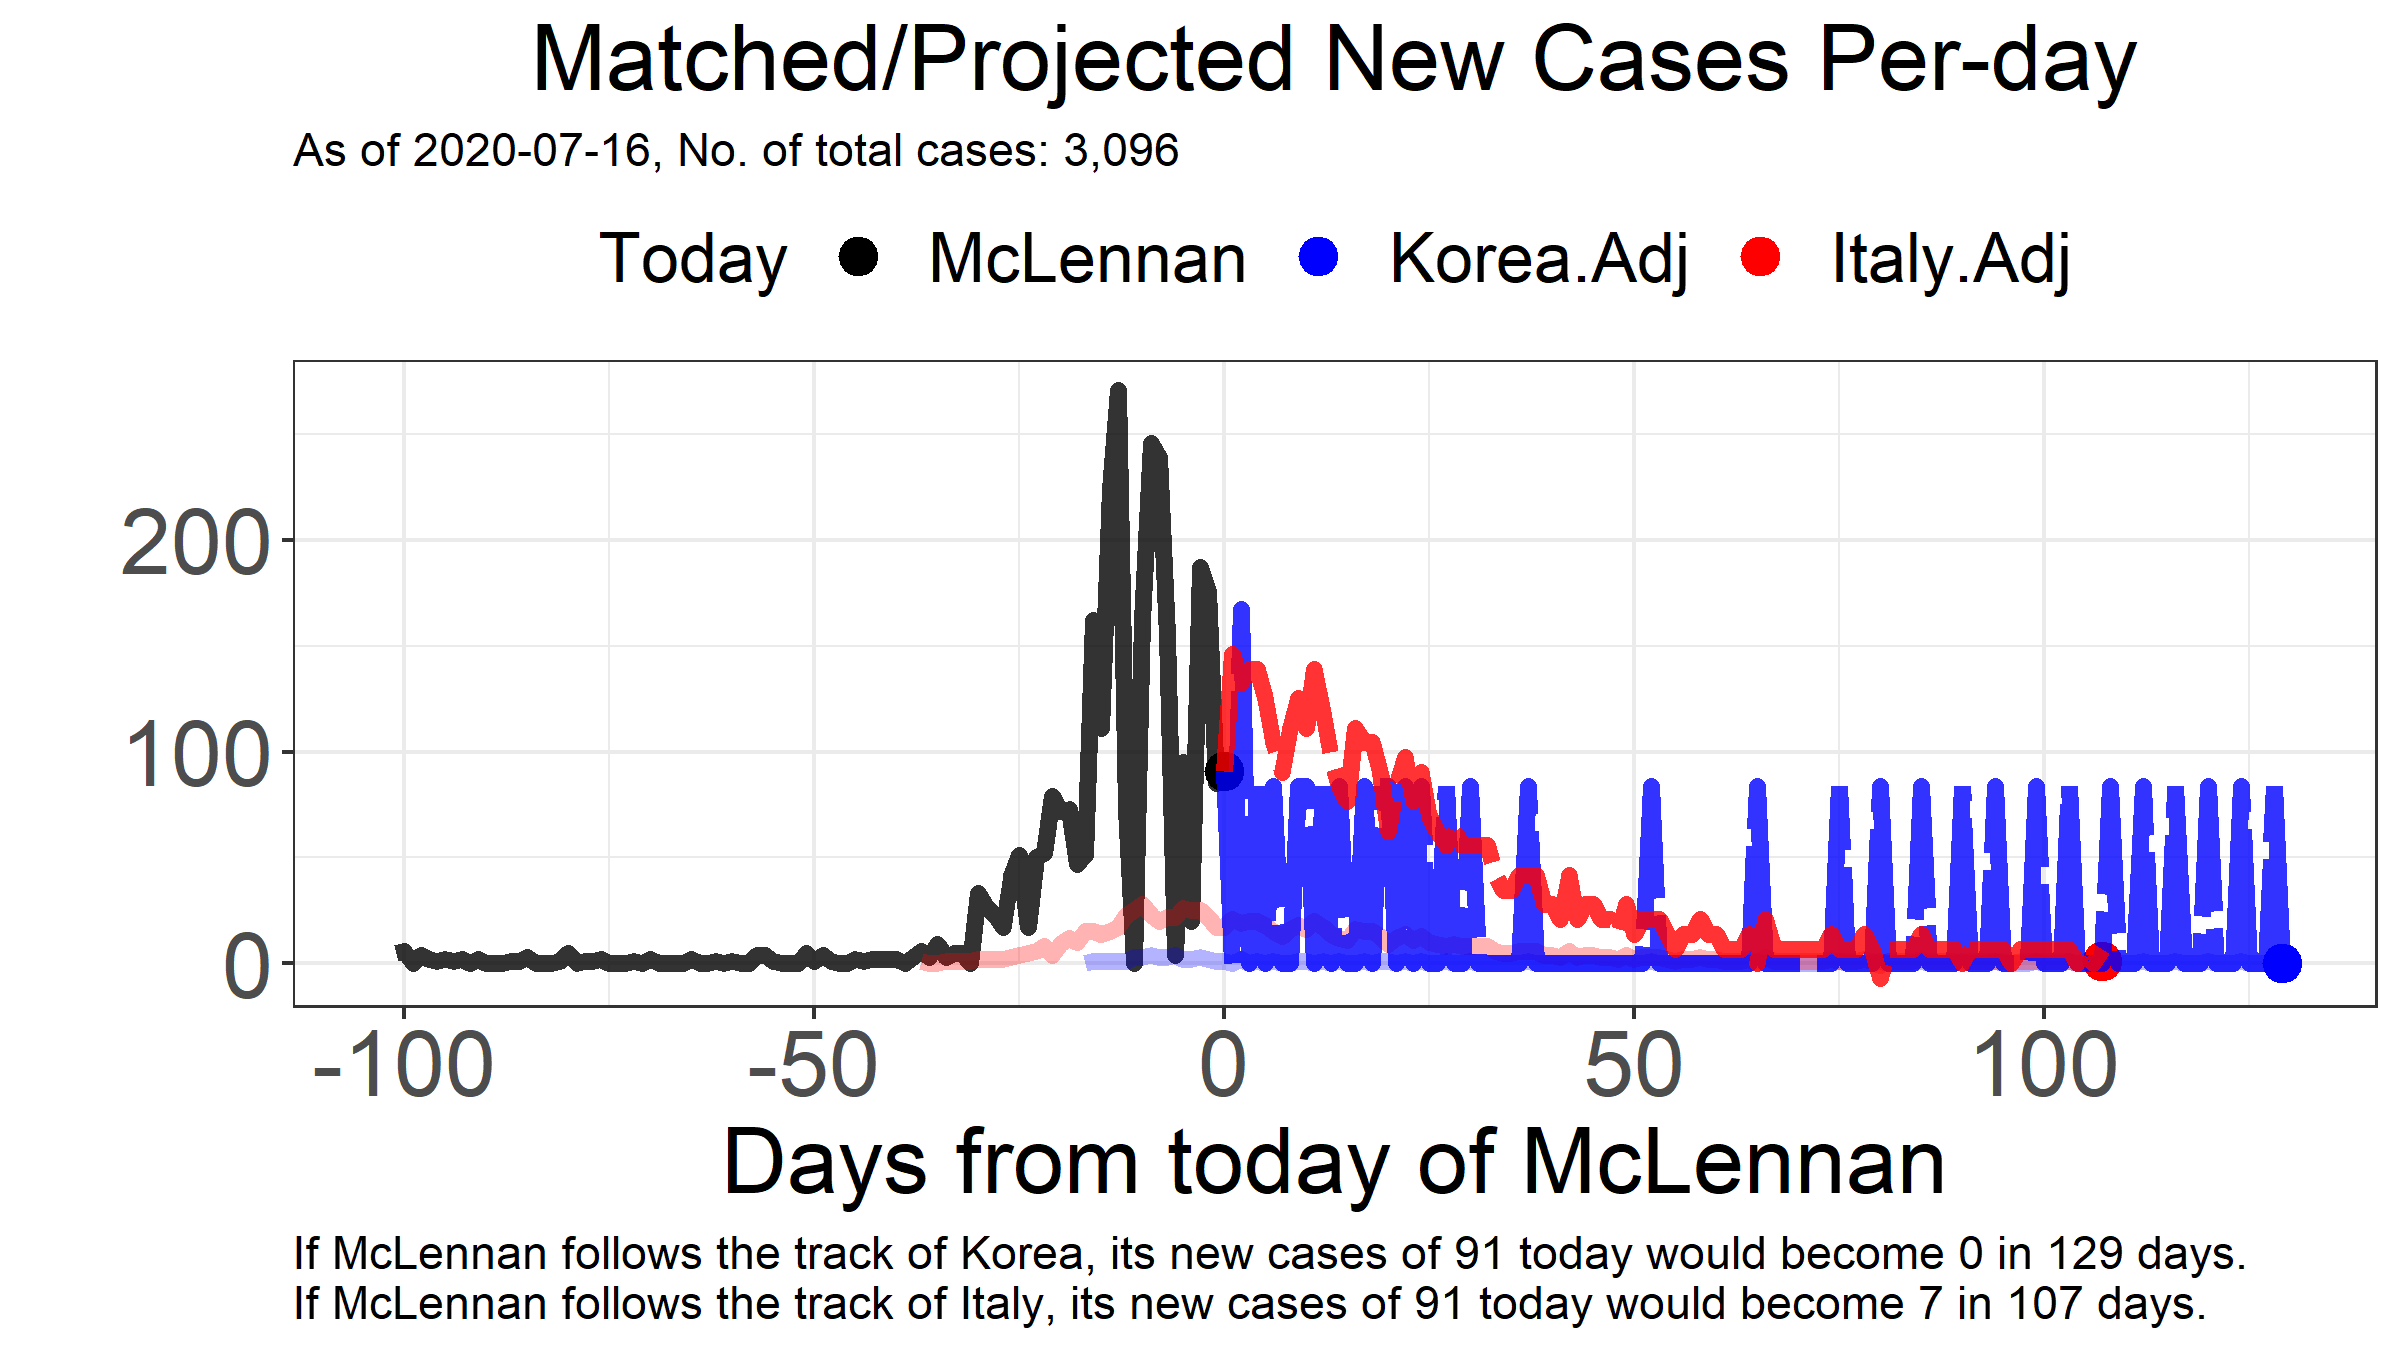 Matched/Projected New Cases Per-day
As of 2020-07-16, No. of total cases: 3,096
Today McLennan Korea.Adj Italy.Adj
200
100
0
-100 -50 0 50 100
Days from today of McLennan
If McLennan follows the track of Korea, its new cases of 91 today would become 0 in 129 days.
If McLennan follows the track of Italy, its new cases of 91 today would become 7 in 107 days.